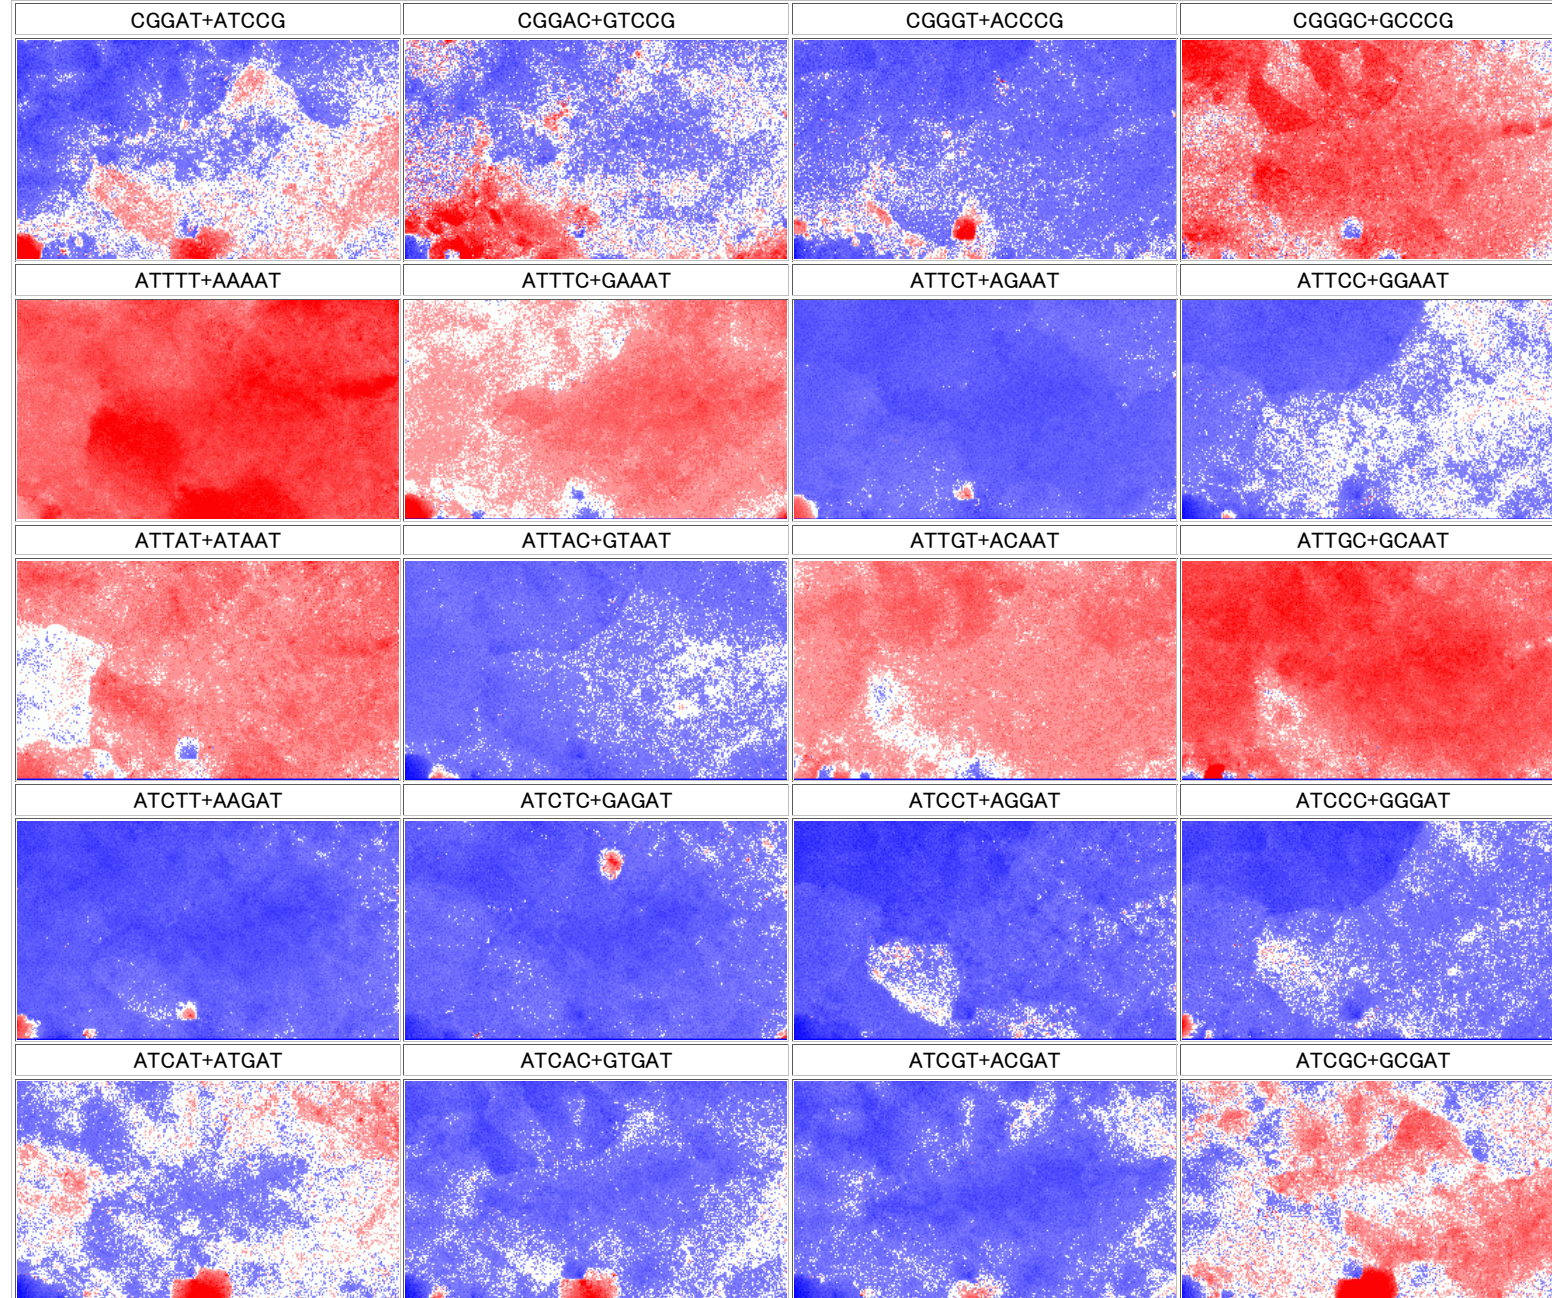 CGGAT+ATCCG CGGAC+GTCCG CGGGT+ACCCG CGGGC+GCCCG
ATTTT+AAAAT ATTTC+GAAAT ATTCT+AGAAT ATTCC+GGAAT
ATTAT+ATAAT ATTAC+GTAAT ATTGT+ACAAT ATTGC+GCAAT
ATCTT+AAGAT ATCTC+GAGAT ATCCT+AGGAT ATCCC+GGGAT
ATCAT+ATGAT ATCAC+GTGAT ATCGT+ACGAT ATCGC+GCGAT